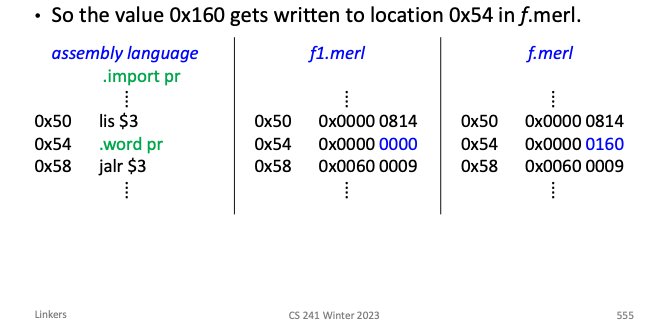 • So the value 0x160 gets written to location 0x54 in f.merl.
assembly language f1.merl f.merl
.import pr
0x50 lis $3 0x50 0x0000 0814 0x50 0x0000 0814
0x54 .word pr 0x54 0x0000 0000 0x54 0x0000 0160
0x58 jalr $3 0x58 0x0060 0009 0x58 0x0060 0009
Linkers CS 241 Winter 2023 555